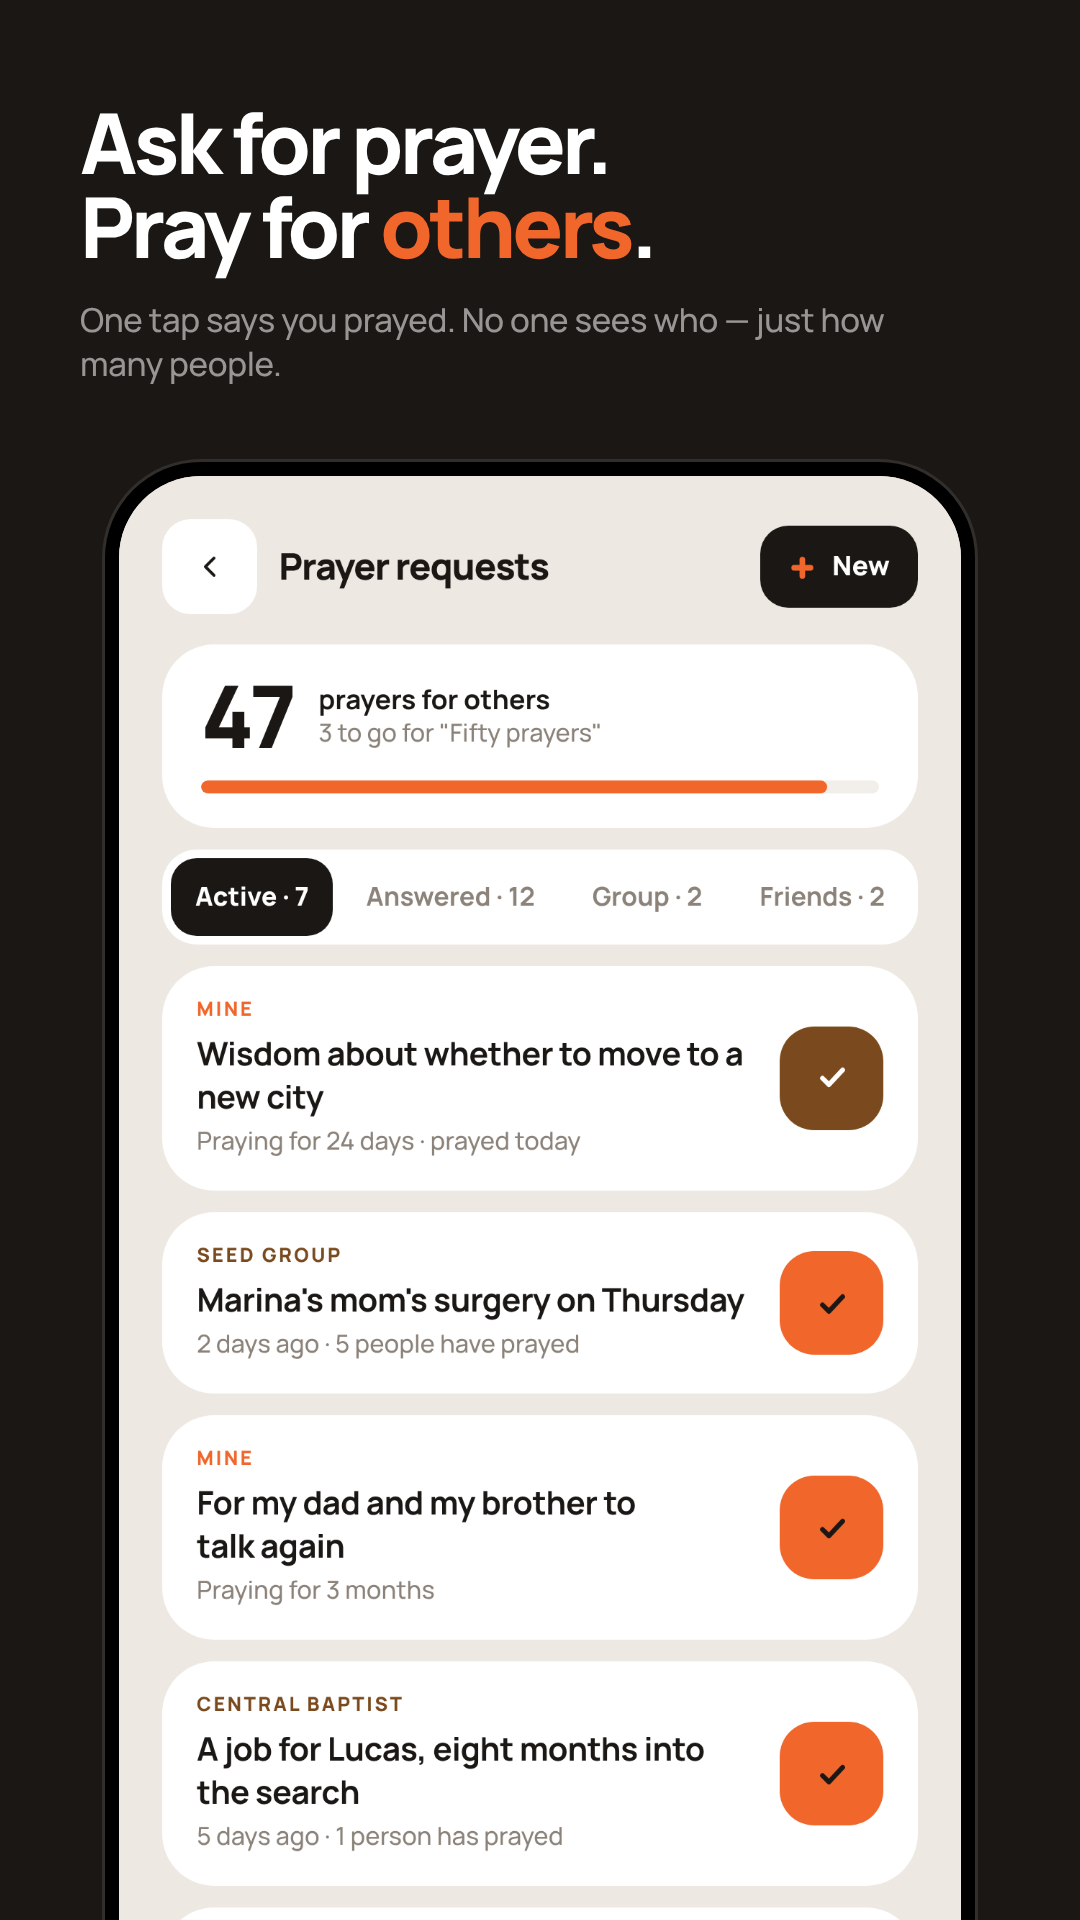 Ask for prayer.
Pray for others.
One tap says you prayed. No one sees who — just how
many people.
Prayer requests
+ New
47
prayers for others
3 to go for "Fifty prayers"
Active · 7
Answered · 12
Group · 2
Friends · 2
MINE
Wisdom about whether to move to a
new city
Praying for 24 days · prayed today
SEED GROUP
Marina's mom's surgery on Thursday
2 days ago · 5 people have prayed
MINE
For my dad and my brother to
talk again
Praying for 3 months
CENTRAL BAPTIST
A job for Lucas, eight months into
the search
5 days ago · 1 person has prayed